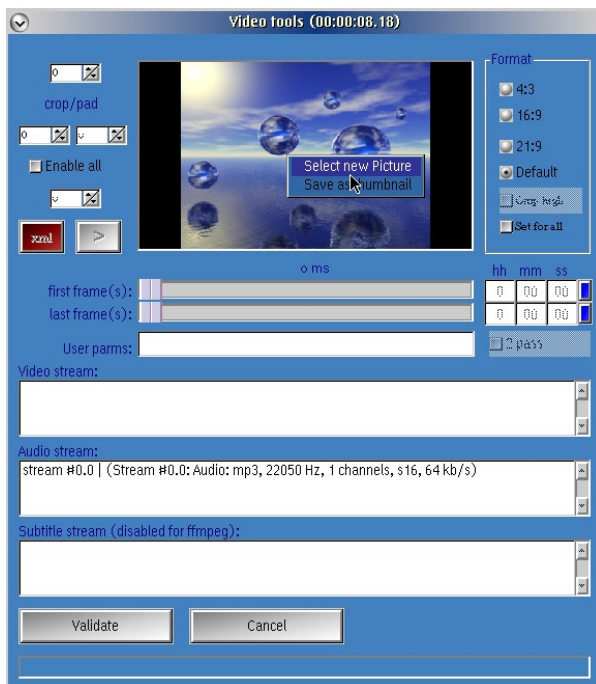 Video tools (00:00:08.18)
0
crop/pad
0
Enable all
xml
>
Select new Picture
Save as thumbnail
Format
4:3
16:9
21:9
Default
Set for all
0 ms
hh mm ss
first frame(s):
0 00 00
last frame(s):
0 00 00
User parms:
2 pass
Video stream:
Audio stream:
stream #0.0 | (Stream #0.0: Audio: mp3, 22050 Hz, 1 channels, s16, 64 kb/s)
Subtitle stream (disabled for ffmpeg):
Validate
Cancel